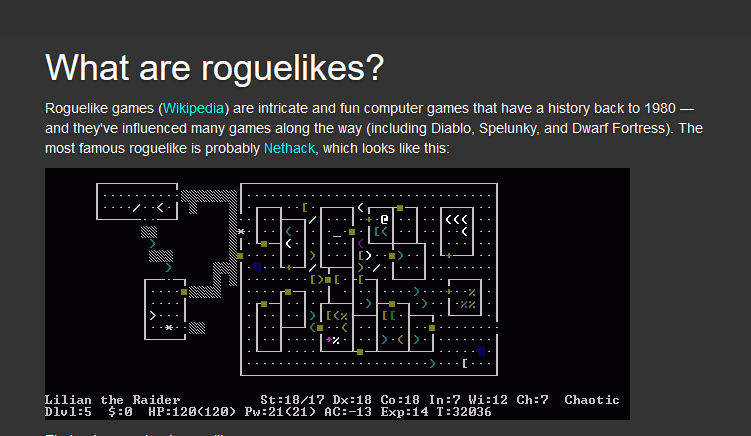 What are roguelikes?
Roguelike games (Wikipedia) are intricate and fun computer games that have a history back to 1980 —
and they've influenced many games along the way (including Diablo, Spelunky, and Dwarf Fortress). The
most famous roguelike is probably Nethack, which looks like this:
Lilian the Raider St:18/17 Dx:18 Co:18 In:7 Wi:12 Ch:7 Chaotic
Dlvl:5 $:0 HP:120(120) Pw:21(21) AC:-13 Exp:14 T:32036